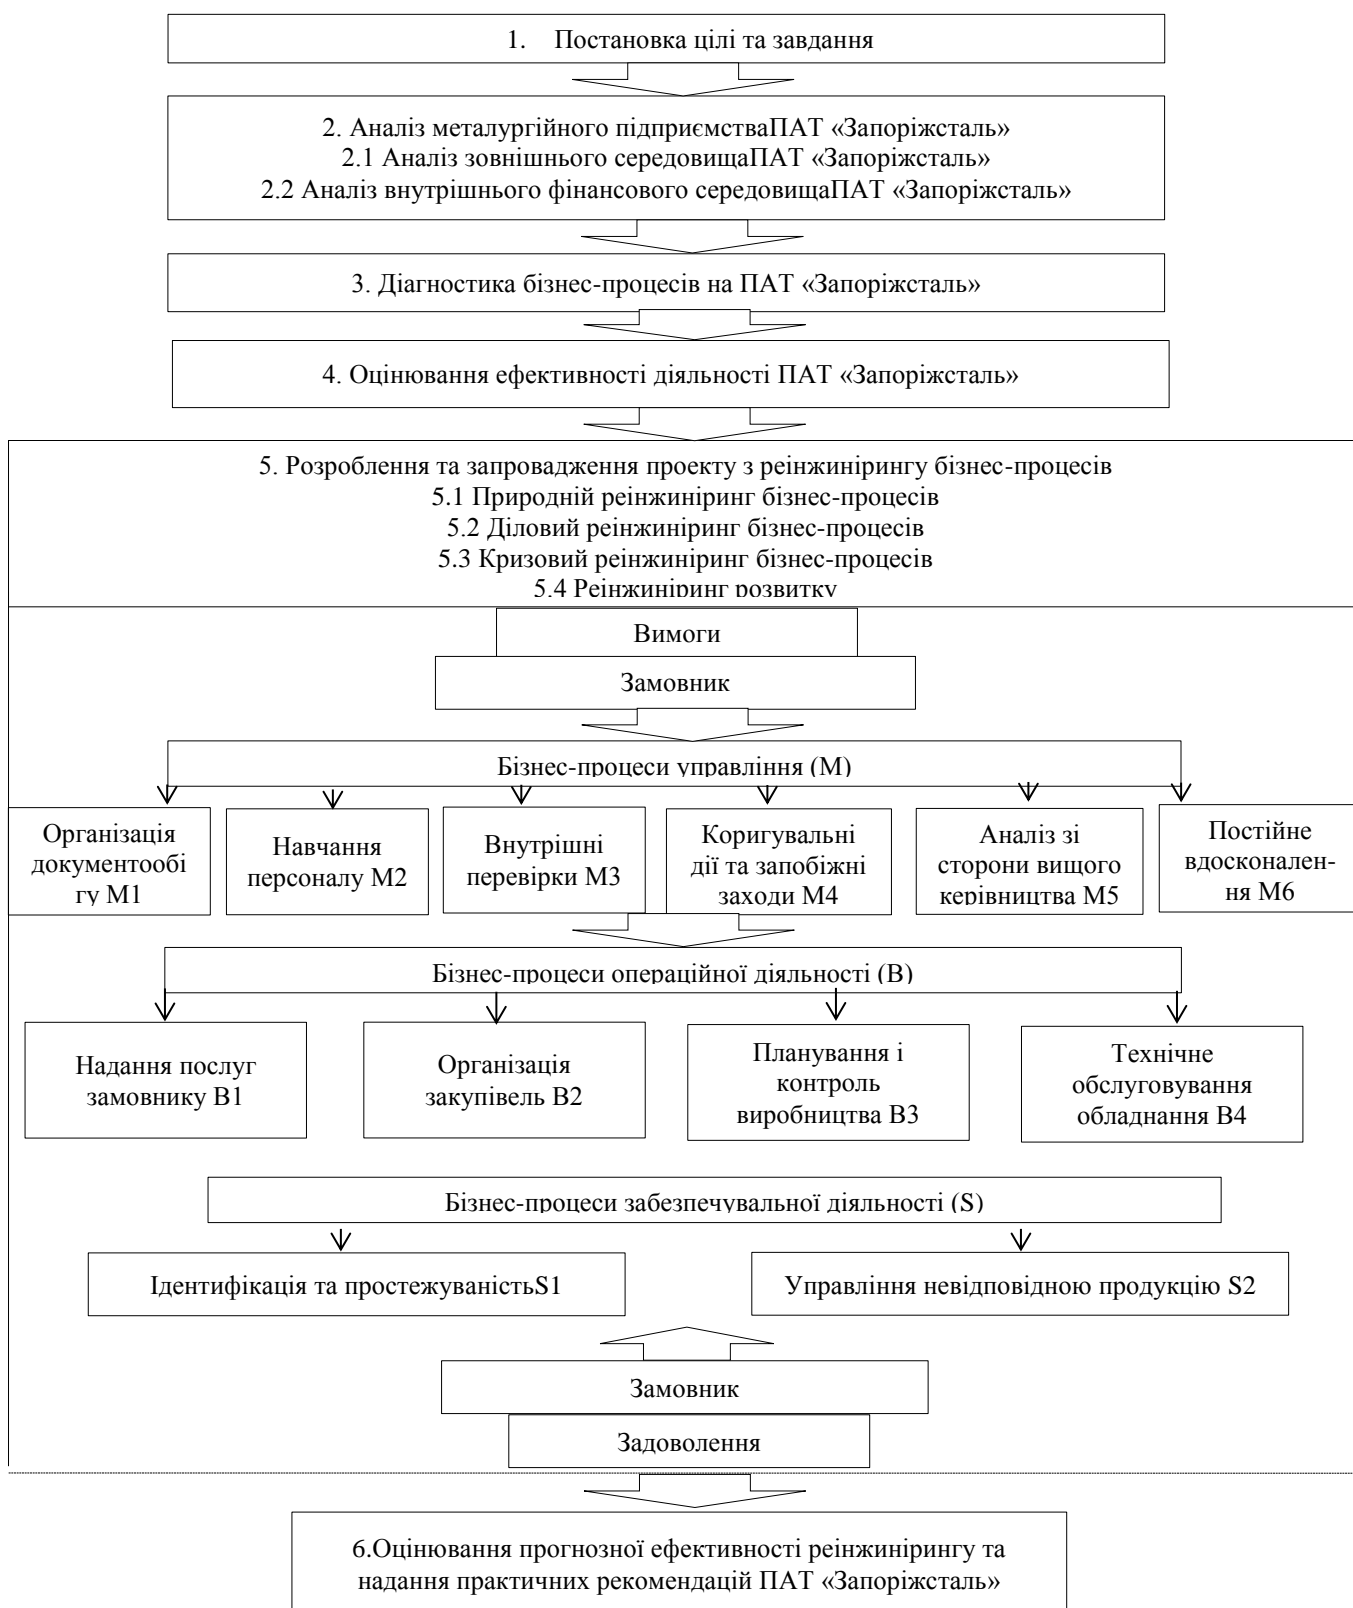 1. Постановка цілі та завдання
2. Аналіз металургійного підприємстваПАТ «Запоріжсталь»
2.1 Аналіз зовнішнього середовищаПАТ «Запоріжсталь»
2.2 Аналіз внутрішнього фінансового середовищаПАТ «Запоріжсталь»
3. Діагностика бізнес-процесів на ПАТ «Запоріжсталь»
4. Оцінювання ефективності діяльності ПАТ «Запоріжсталь»
5. Розроблення та запровадження проекту з реінжинірингу бізнес-процесів
5.1 Природній реінжиніринг бізнес-процесів
5.2 Діловий реінжиніринг бізнес-процесів
5.3 Кризовий реінжиніринг бізнес-процесів
5.4 Реінжиніринг розвитку
Вимоги
Замовник
Бізнес-процеси управління (М)
Організація
документообі
гу М1
Навчання
персоналу М2
Внутрішні
перевірки М3
Коригувальні
дії та запобіжні
заходи М4
Аналіз зі
сторони вищого
керівництва М5
Постійне
вдосконален-
ня М6
Бізнес-процеси операційної діяльності (В)
Надання послуг
замовнику В1
Організація
закупівель В2
Планування і
контроль
виробництва В3
Технічне
обслуговування
обладнання В4
Бізнес-процеси забезпечувальної діяльності (S)
Ідентифікація та простежуваністьS1
Управління невідповідною продукцію S2
Замовник
Задоволення
6.Оцінювання прогнозної ефективності реінжинірингу та
надання практичних рекомендацій ПАТ «Запоріжсталь»